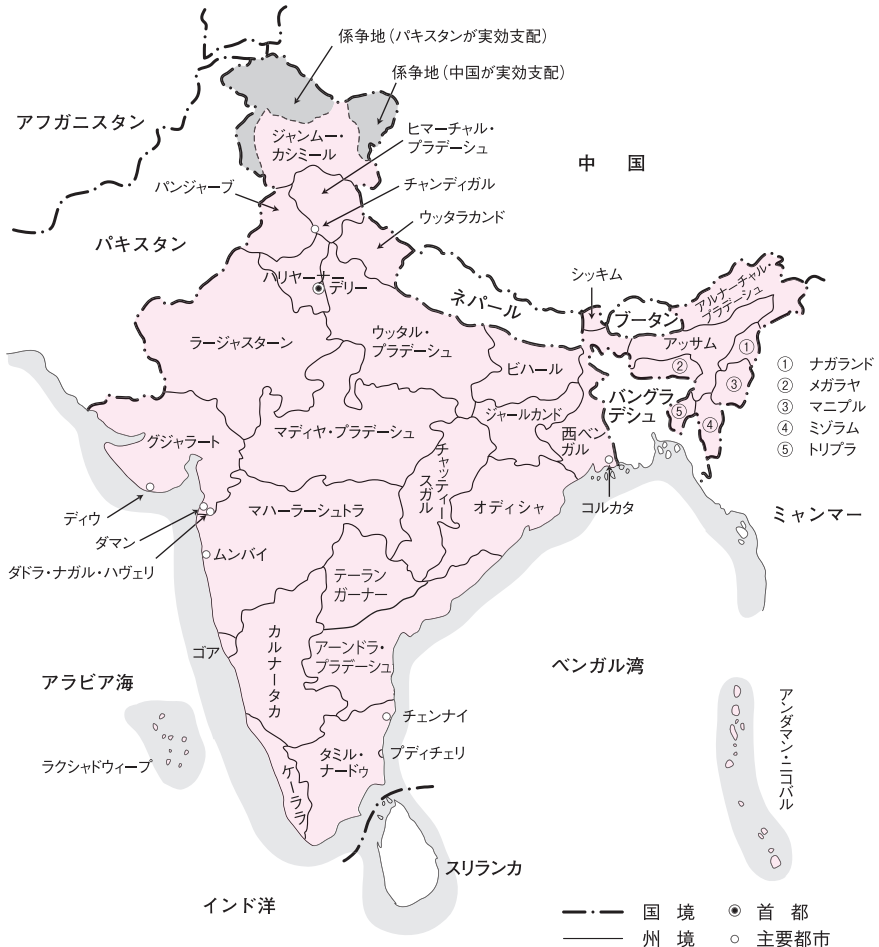 係争地（パキスタンが実効支配）
係争地（中国が実効支配）
アフガニスタン
ジャンムー・
カシミール
ヒマーチャル・
プラデーシュ
中　国
パンジャーブ
チャンディガル
ウッタラカンド
パキスタン
ハリヤーナー
デリー
シッキム
ネパール
ブータン
アルナーチャル・
プラデーシュ
ラージャスターン
ウッタル・
プラデーシュ
アッサム
①
②
③
④
⑤
ビハール
バングラ
デシュ
① ナガランド
② メガラヤ
③ マニプル
④ ミゾラム
⑤ トリプラ
グジャラート
マディヤ・プラデーシュ
ジャールカンド
西ベン
ガル
チャッティー
スガル
オディシャ
コルカタ
ミャンマー
ディウ
ダマン
ダドラ・ナガル・ハヴェリ
マハーラーシュトラ
ムンバイ
テーラン
ガーナー
ゴア
カルナータカ
アーンドラ・
プラデーシュ
ベンガル湾
アラビア海
チェンナイ
ラクシャドウィープ
タミル・
ナードゥ
プディチェリ
ケーララ
アンダマン・ニコバル
スリランカ
インド洋
国　境
首　都
州　境
主要都市